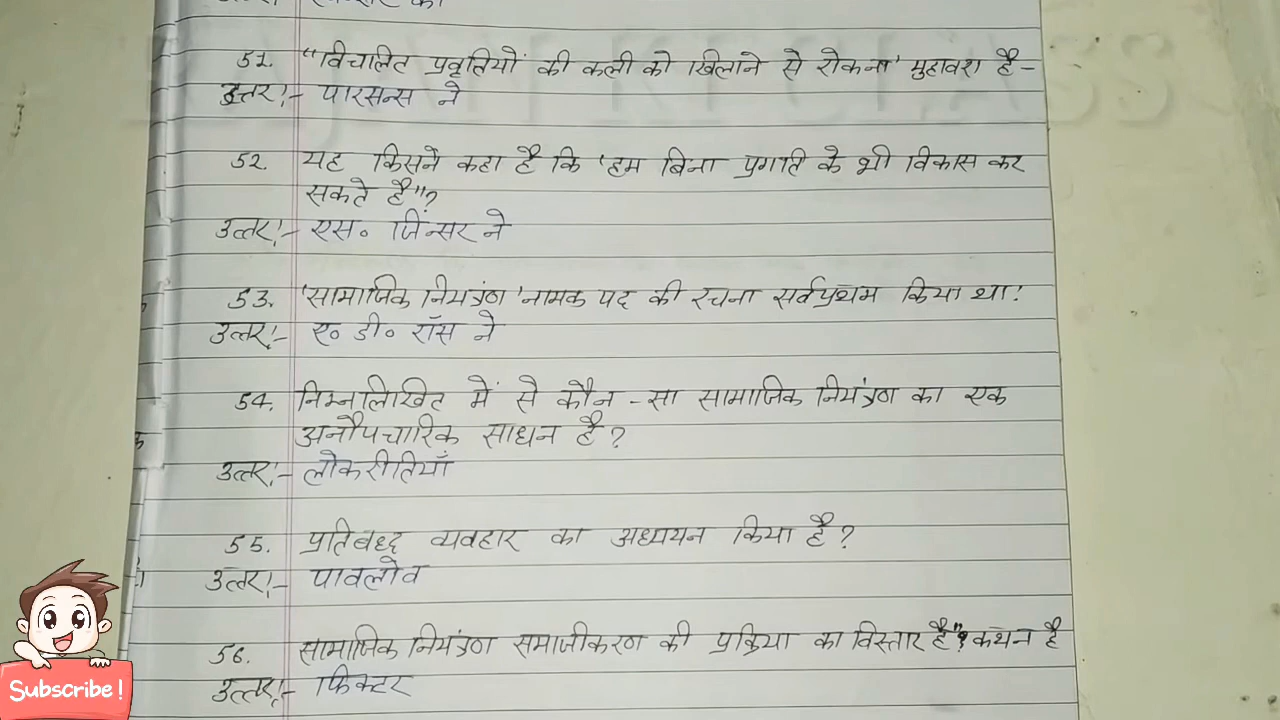 51. "विचलित प्रवृतियों की कली को खिलाने से रोकना' मुहावरा है-
उत्तर:- पारसन्स ने
52. यह किसने कहा है कि 'हम बिना प्रगति के भी विकास कर
सकते हैं"?
उत्तर:- एस० जिन्सर ने
53. 'सामाजिक नियंत्रण' नामक पद की रचना सर्वप्रथम किया था!
उत्तर:- ए० डी० रॉस ने
54. निम्नलिखित में से कौन-सा सामाजिक नियंत्रण का एक
अनौपचारिक साधन है?
उत्तर:- लोकरीतियाँ
55. प्रतिबध्द व्यवहार का अध्ययन किया है?
उत्तर:- पावलोव
56. सामाजिक नियंत्रण समाजीकरण की प्रक्रिया का विस्तार है" कथन है
उत्तर:- फिक्टर
Subscribe!